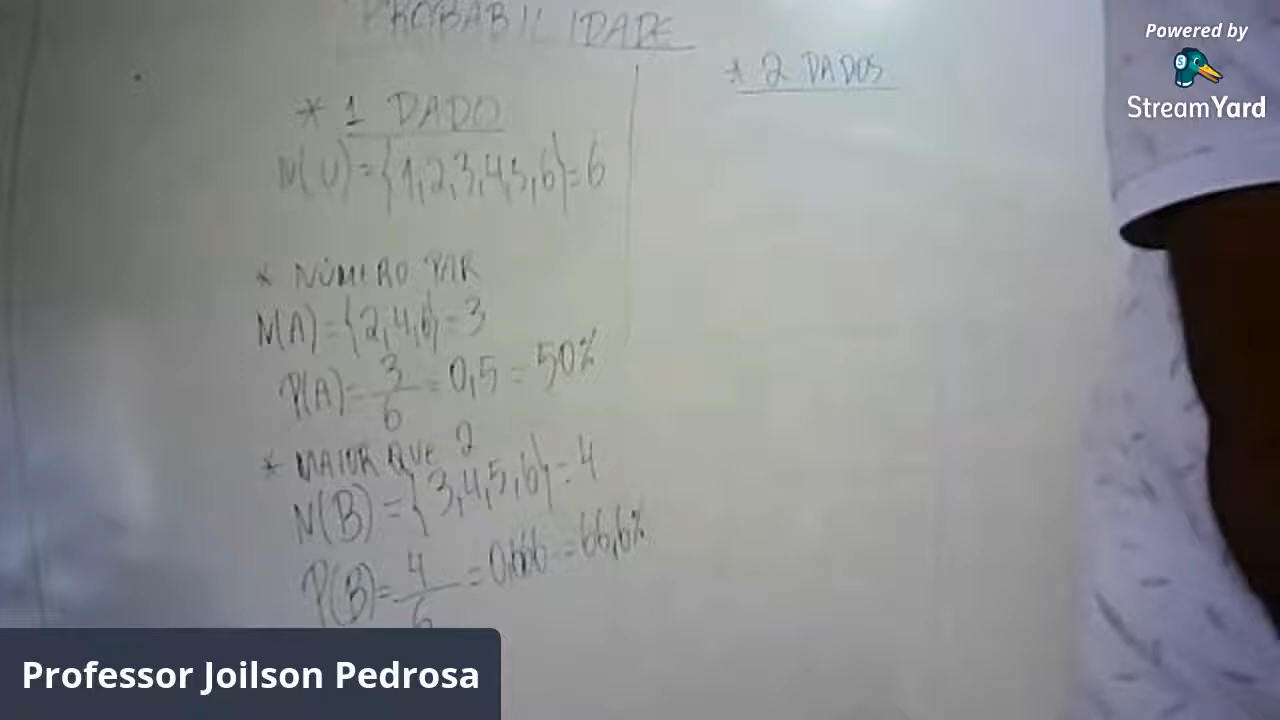 PROBABILIDADE
* 1 DADO
N(U)={1,2,3,4,5,6}=6
* NÚMERO PAR
N(A)={2,4,6}=3
P(A)=3/6=0,5=50%
* MAIOR QUE 2
N(B)={3,4,5,6}=4
P(B)=4/6=0,666=66,6%
* 2 DADOS
Powered by
StreamYard
Professor Joilson Pedrosa